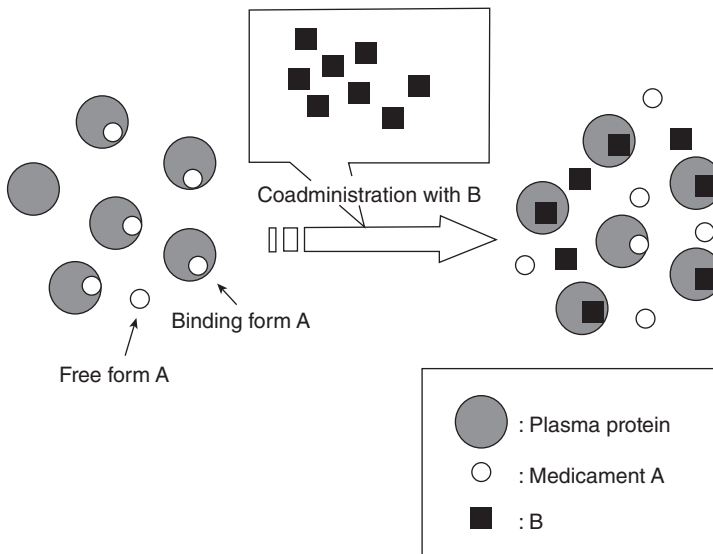 Coadministration with B
Binding form A
Free form A
: Plasma protein
: Medicament A
: B